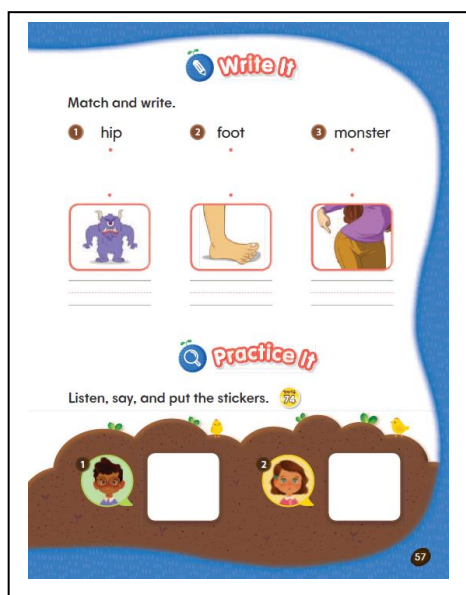 Write It
Match and write.
1 hip 2 foot 3 monster
Practice It
Listen, say, and put the stickers. TRACK 74
1 2
57